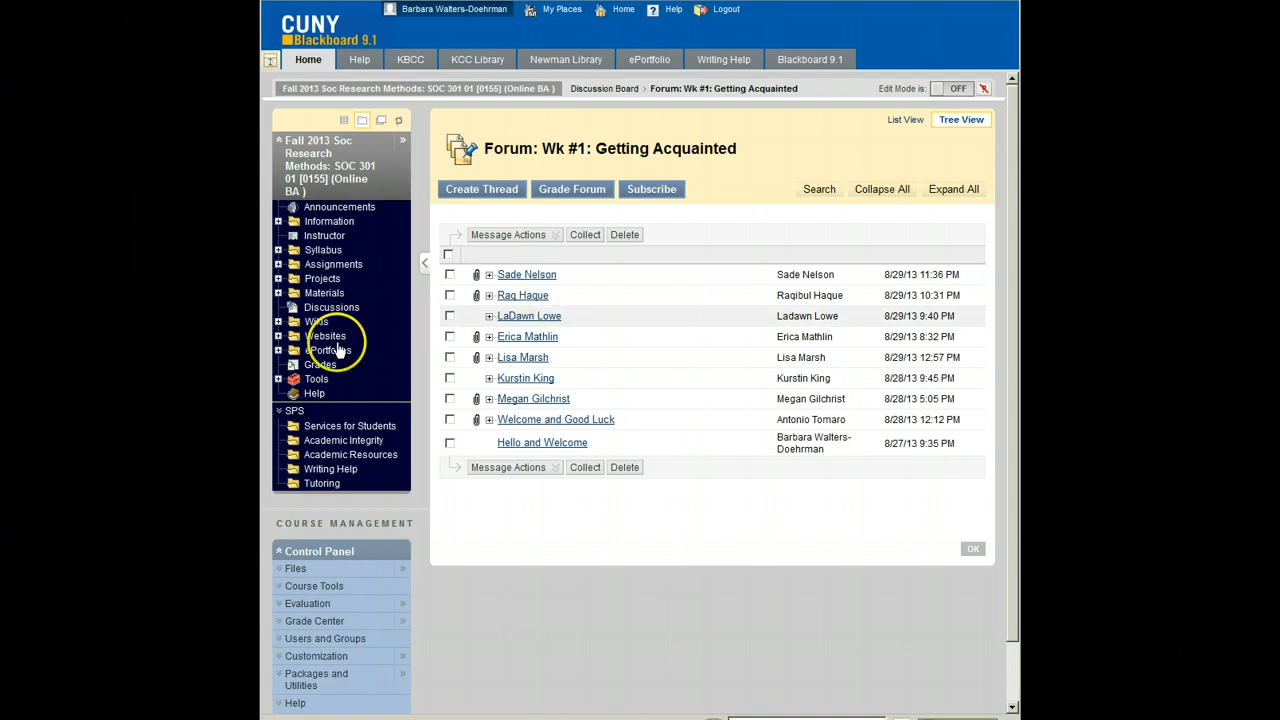 Barbara Walters-Doehrman My Places Home Help Logout
CUNY
Blackboard 9.1
Home Help KBCC KCC Library Newman Library ePortfolio Writing Help Blackboard 9.1
Fall 2013 Soc Research Methods: SOC 301 01 [0155] (Online BA ) Discussion Board > Forum: Wk #1: Getting Acquainted Edit Mode is: OFF
List View Tree View
Fall 2013 Soc
Research
Methods: SOC 301
01 [0155] (Online
BA )
Announcements
Information
Instructor
Syllabus
Assignments
Projects
Materials
Discussions
Wikis
Websites
ePortfolios
Grades
Tools
Help
SPS
Services for Students
Academic Integrity
Academic Resources
Writing Help
Tutoring
COURSE MANAGEMENT
Control Panel
Files
Course Tools
Evaluation
Grade Center
Users and Groups
Customization
Packages and
Utilities
Help
Forum: Wk #1: Getting Acquainted
Create Thread Grade Forum Subscribe Search Collapse All Expand All
Message Actions Collect Delete
Sade Nelson Sade Nelson 8/29/13 11:36 PM
Raq Haque Raqibul Haque 8/29/13 10:31 PM
LaDawn Lowe Ladawn Lowe 8/29/13 9:40 PM
Erica Mathlin Erica Mathlin 8/29/13 8:32 PM
Lisa Marsh Lisa Marsh 8/29/13 12:57 PM
Kurstin King Kurstin King 8/28/13 9:45 PM
Megan Gilchrist Megan Gilchrist 8/28/13 5:05 PM
Welcome and Good Luck Antonio Tomaro 8/28/13 12:12 PM
Hello and Welcome Barbara Walters-
Doehrman 8/27/13 9:35 PM
Message Actions Collect Delete
OK